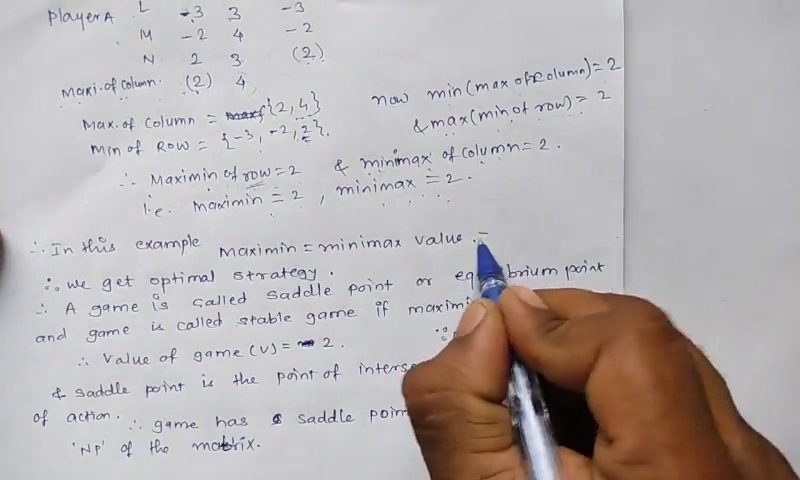 Player A L -3 3 -3
M -2 4 -2
N 2 3 (2)
Maxi. of column. (2) 4
Max. of column = {2, 4}
Min of Row = {-3, -2, 2}.
now min(max of column) = 2
& max(min of row) = 2
∴ Maximin of row = 2 & minimax of column = 2.
i.e. maximin = 2, minimax = 2.
∴ In this example maximin = minimax value.
∴ we get optimal strategy.
∴ A game is called saddle point or point
and game is called stable game if
∴ value of game (v) = 2.
& saddle point is the point of
of action. ∴ game has saddle
'NP' of the matrix.